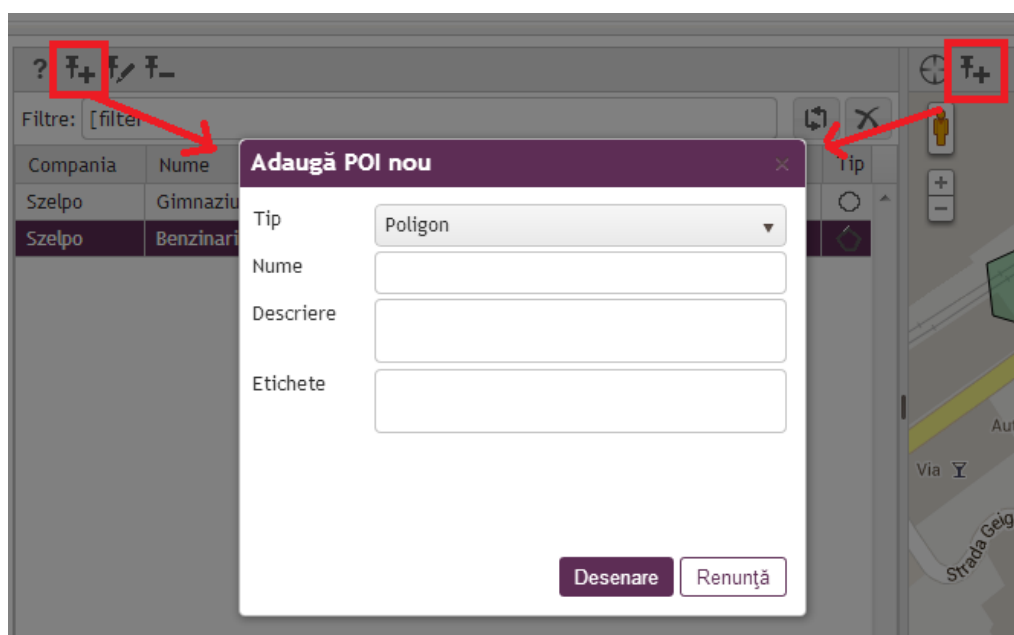 ?
Filtre: [filter
Compania Nume Tip
Szelpo Gimnaziu
Szelpo Benzinari
Adaugă POI nou ×
Tip Poligon
Nume
Descriere
Etichete
Desenare Renunţă
+
−
Au
Via
Strada Geig